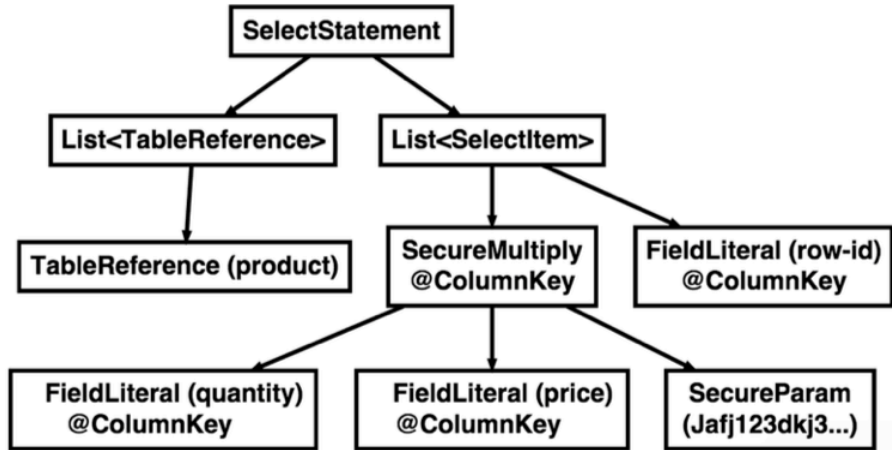 SelectStatement
List<TableReference>
List<SelectItem>
TableReference (product)
SecureMultiply
@ColumnKey
FieldLiteral (row-id)
@ColumnKey
FieldLiteral (quantity)
@ColumnKey
FieldLiteral (price)
@ColumnKey
SecureParam
(Jafj123dkj3...)